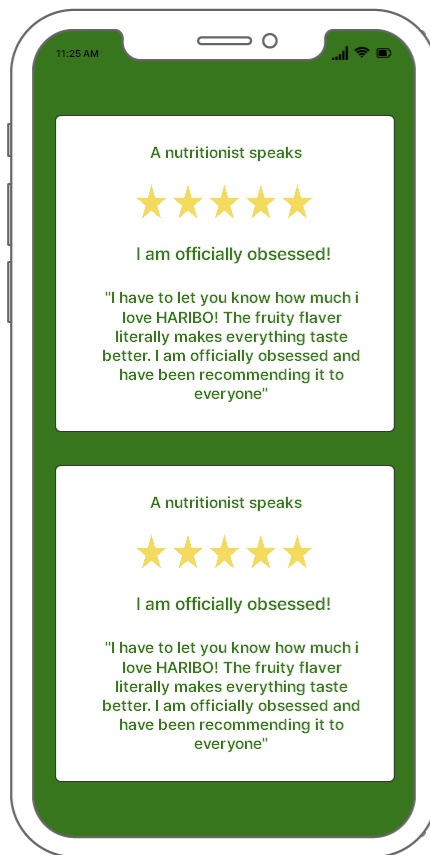 11:25 AM
A nutritionist speaks
I am officially obsessed!
"I have to let you know how much i
love HARIBO! The fruity flaver
literally makes everything taste
better. I am officially obsessed and
have been recommending it to
everyone"
A nutritionist speaks
I am officially obsessed!
"I have to let you know how much i
love HARIBO! The fruity flaver
literally makes everything taste
better. I am officially obsessed and
have been recommending it to
everyone"